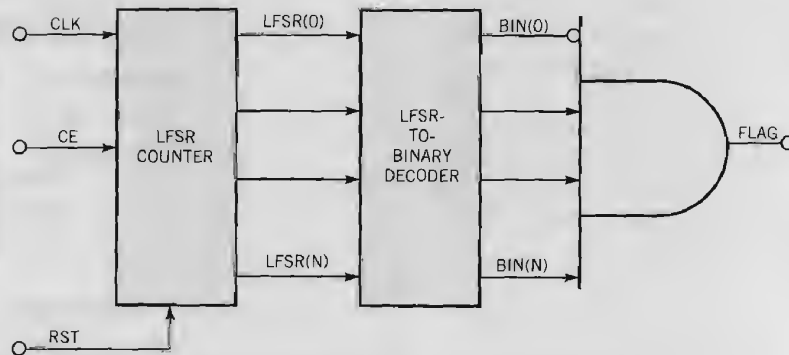 CLK
LFSR(0)
BIN(0)
CE
LFSR
COUNTER
LFSR-
TO-
BINARY
DECODER
FLAG
LFSR(N)
BIN(N)
RST